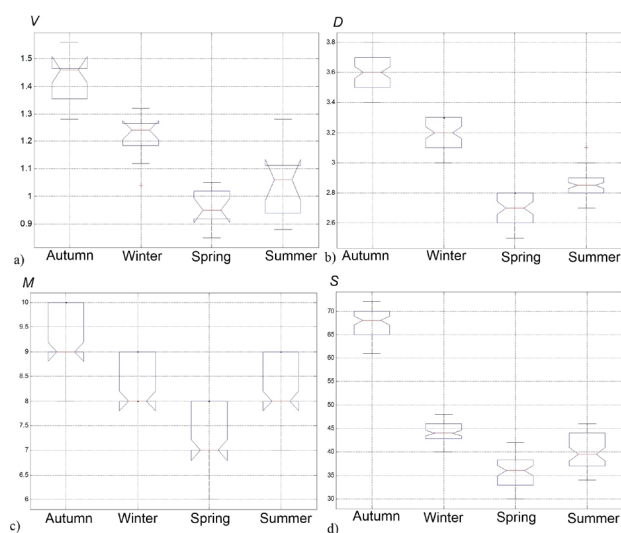 V
1.5
1.4
1.3
1.2
1.1
1
0.9
Autumn Winter Spring Summer
a)
D
3.8
3.6
3.4
3.2
3
2.8
2.6
Autumn Winter Spring Summer
b)
M
10
9.5
9
8.5
8
7.5
7
6.5
6
Autumn Winter Spring Summer
c)
S
70
65
60
55
50
45
40
35
30
Autumn Winter Spring Summer
d)